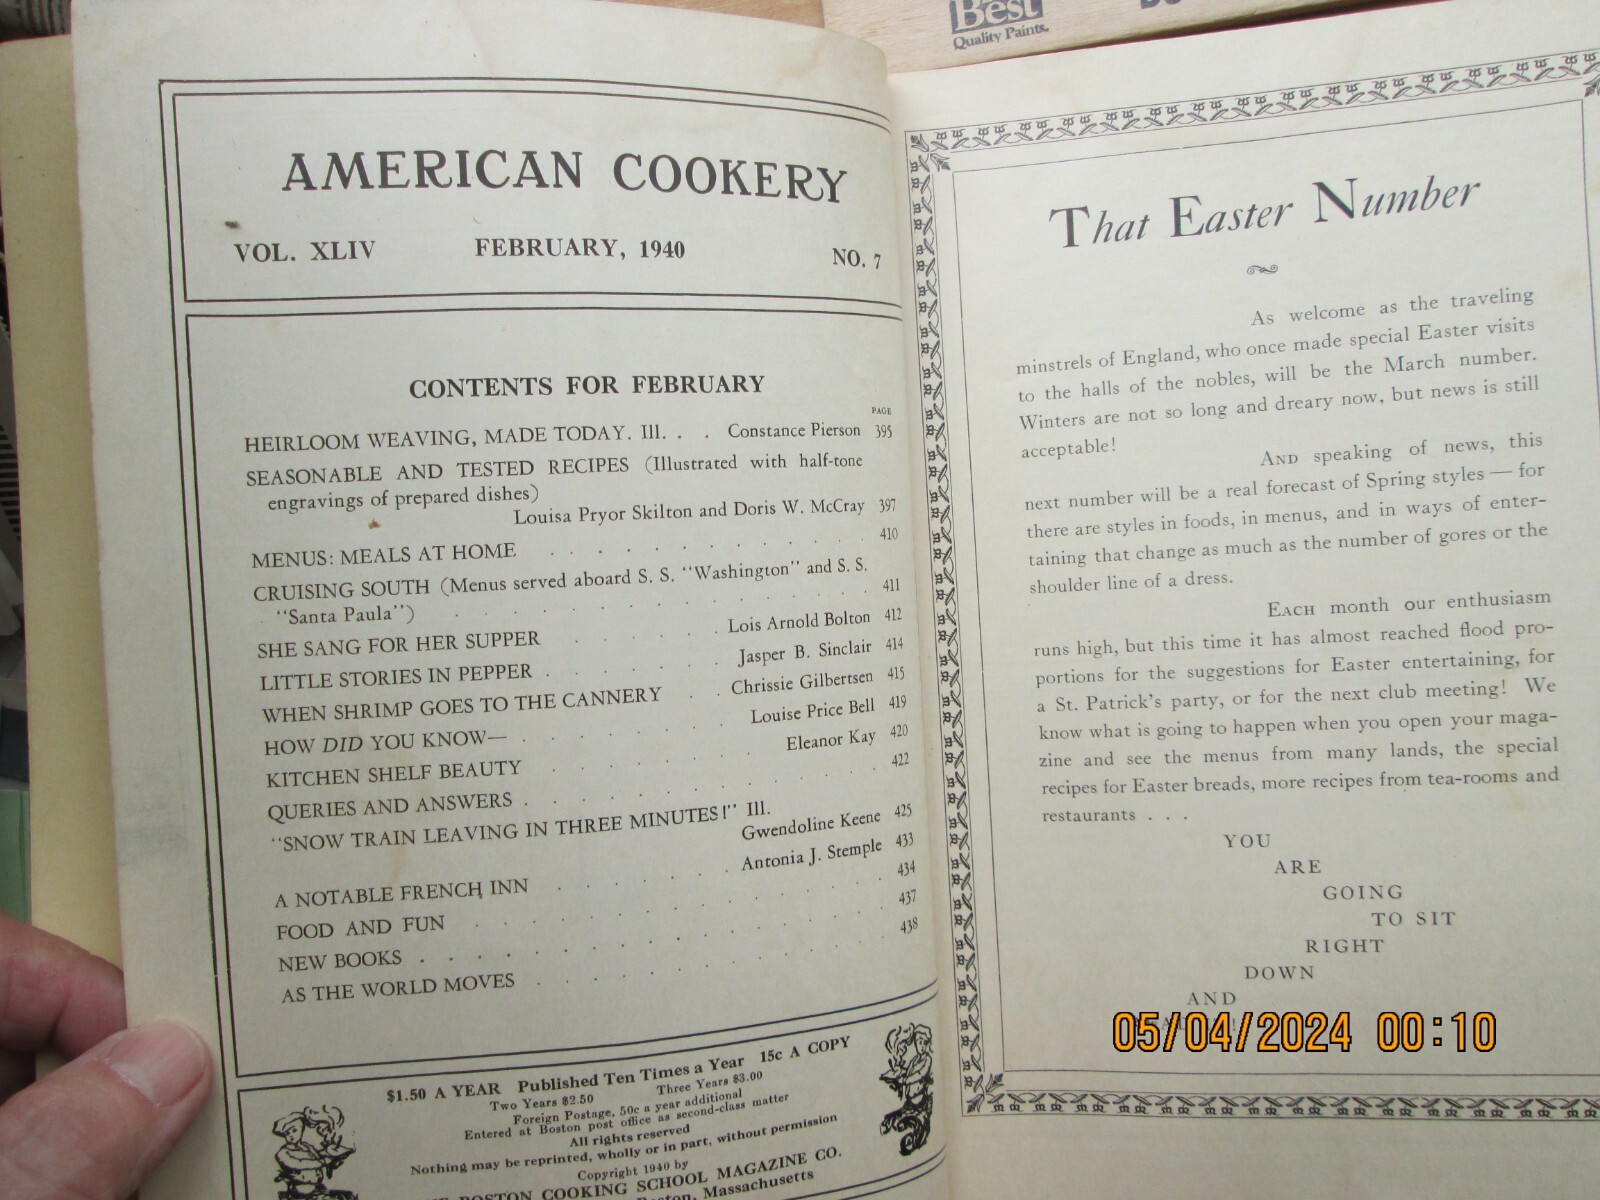 Best
Quality Paints.
AMERICAN COOKERY
VOL. XLIV FEBRUARY, 1940 NO. 7
CONTENTS FOR FEBRUARY
PAGE
HEIRLOOM WEAVING, MADE TODAY. Ill. . . Constance Pierson 395
SEASONABLE AND TESTED RECIPES (Illustrated with half-tone
engravings of prepared dishes)
Louisa Pryor Skilton and Doris W. McCray 397
MENUS: MEALS AT HOME 410
CRUISING SOUTH (Menus served aboard S. S. "Washington" and S. S.
"Santa Paula") 411
SHE SANG FOR HER SUPPER Lois Arnold Bolton 412
LITTLE STORIES IN PEPPER Jasper B. Sinclair 414
WHEN SHRIMP GOES TO THE CANNERY Chrissie Gilbertsen 415
HOW DID YOU KNOW— Louise Price Bell 419
KITCHEN SHELF BEAUTY Eleanor Kay 420
QUERIES AND ANSWERS 422
"SNOW TRAIN LEAVING IN THREE MINUTES!" Ill.
Gwendoline Keene 425
A NOTABLE FRENCH INN Antonia J. Stemple 433
FOOD AND FUN 434
NEW BOOKS 437
AS THE WORLD MOVES 438
$1.50 A YEAR Published Ten Times a Year 15c A COPY
Two Years $2.50 Three Years $3.00
Foreign Postage, 50c a year additional
Entered at Boston post office as second-class matter
All rights reserved
Nothing may be reprinted, wholly or in part, without permission
Copyright 1940 by
BOSTON COOKING SCHOOL MAGAZINE CO.
Boston, Massachusetts
That Easter Number
As welcome as the traveling
minstrels of England, who once made special Easter visits
to the halls of the nobles, will be the March number.
Winters are not so long and dreary now, but news is still
acceptable!
AND speaking of news, this
next number will be a real forecast of Spring styles — for
there are styles in foods, in menus, and in ways of enter-
taining that change as much as the number of gores or the
shoulder line of a dress.
EACH month our enthusiasm
runs high, but this time it has almost reached flood pro-
portions for the suggestions for Easter entertaining, for
a St. Patrick's party, or for the next club meeting! We
know what is going to happen when you open your maga-
zine and see the menus from many lands, the special
recipes for Easter breads, more recipes from tea-rooms and
restaurants . . .
YOU
ARE
GOING
TO SIT
RIGHT
DOWN
AND
05/04/2024 00:10